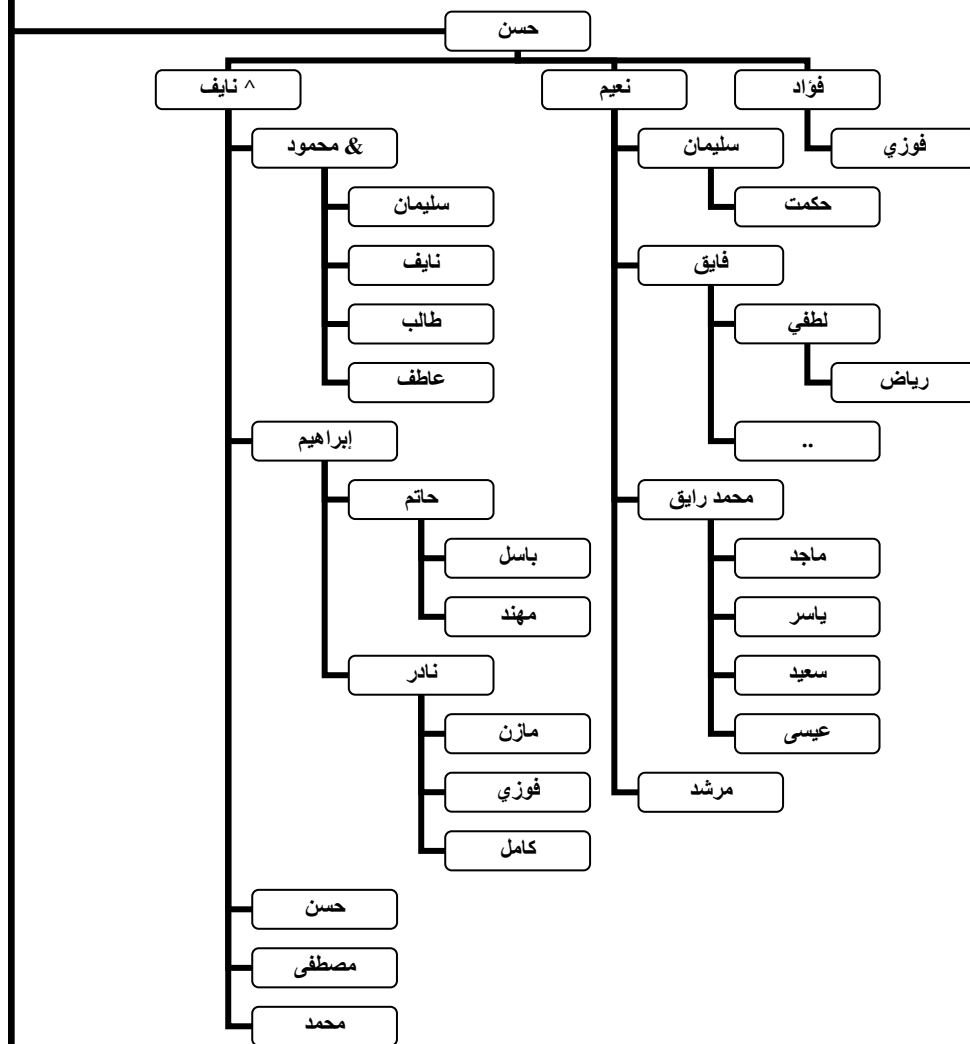 حسن
فؤاد
نعيم
^ نايف
فوزي
سليمان
& محمود
حكمت
سليمان
فايق
نايف
لطفي
طالب
رياض
عاطف
..
إبراهيم
محمد رايق
حاتم
ماجد
باسل
ياسر
مهند
سعيد
نادر
عيسى
مازن
مرشد
فوزي
كامل
حسن
مصطفى
محمد